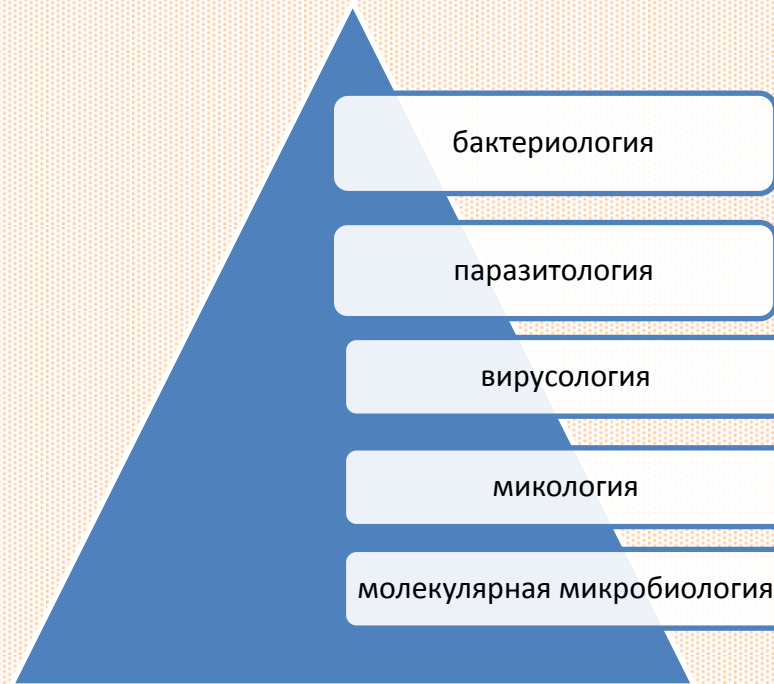 бактериология
паразитология
вирусология
микология
молекулярная микробиология